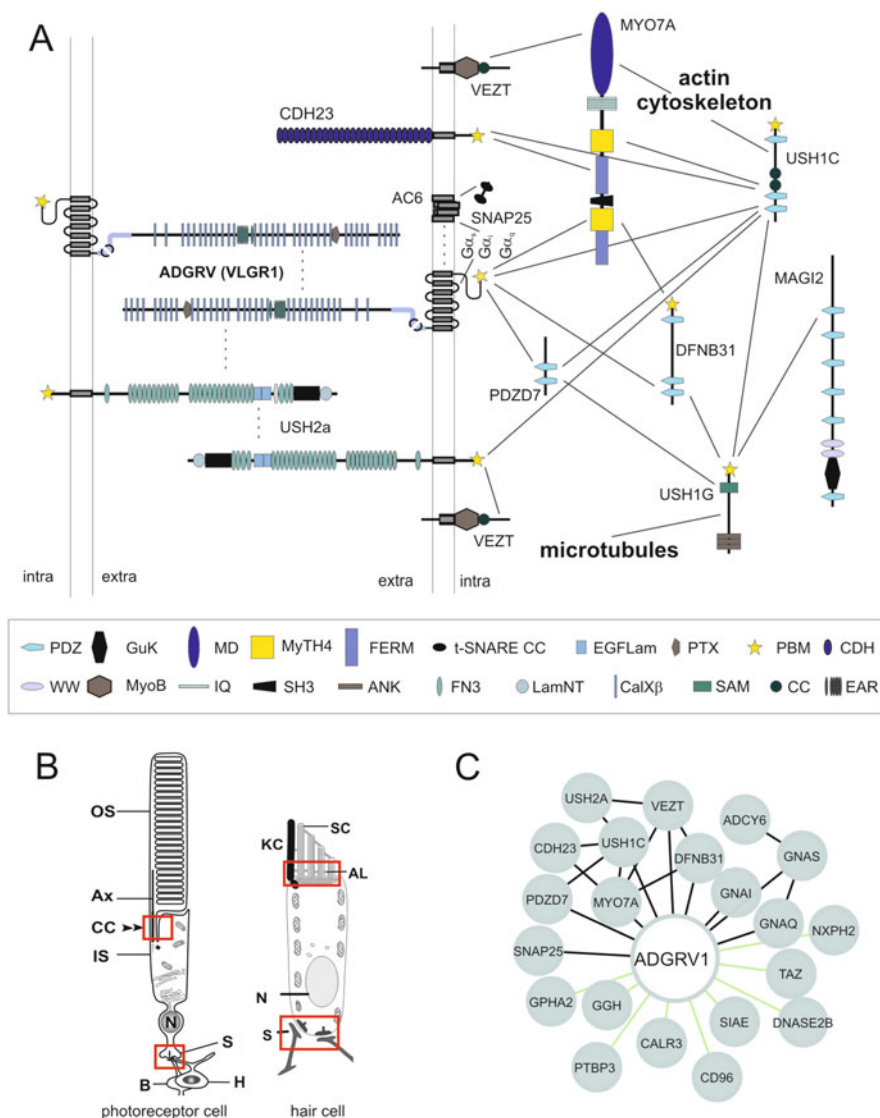 A
MYO7A
VEZT
actin
cytoskeleton
CDH23
PBM
USH1C
AC6
SNAP25
Gαs Gαi Gαq
MAGI2
ADGRV (VLGR1)
DFNB31
PDZD7
USH2a
USH1G
VEZT
microtubules
intra extra extra intra
PDZ GuK MD MyTH4 FERM t-SNARE CC EGFLam PTX PBM CDH
WW MyoB IQ SH3 ANK FN3 LamNT CalXβ SAM CC EAR
B
OS
Ax
CC
IS
N
S
B H
photoreceptor cell
SC
KC
AL
N
S
hair cell
C
USH2A
VEZT
ADCY6
CDH23
USH1C
DFNB31
GNAS
PDZD7
MYO7A
GNAI
GNAQ
NXPH2
SNAP25
ADGRV1
TAZ
GPHA2
GGH
SIAE
DNASE2B
PTBP3
CALR3
CD96